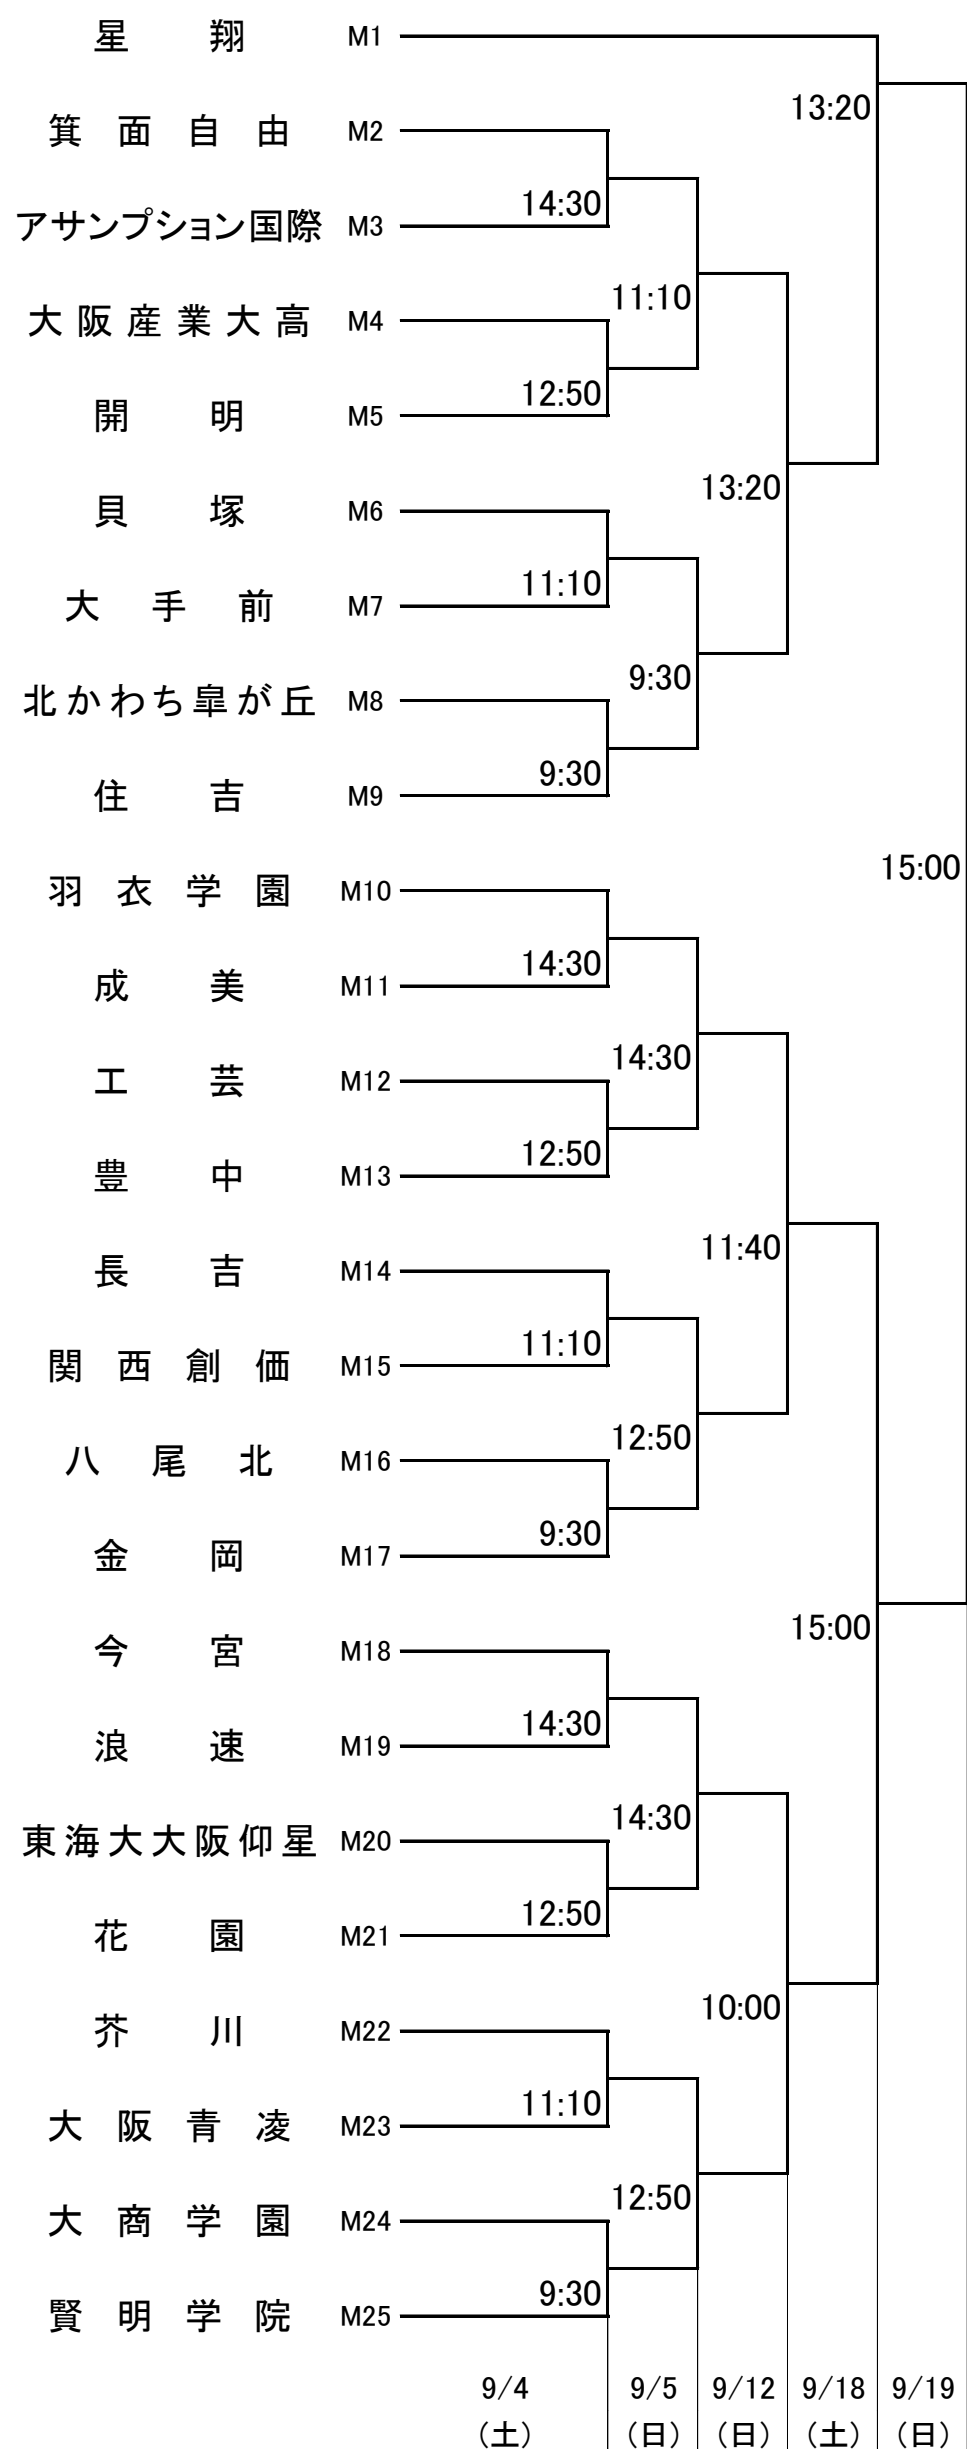 星翔 M1
13:20
箕面自由 M2
14:30
アサンプション国際 M3
11:10
大阪産業大高 M4
12:50
開明 M5
13:20
貝塚 M6
11:10
大手前 M7
9:30
北かわち皐が丘 M8
9:30
住吉 M9
15:00
羽衣学園 M10
14:30
成美 M11
14:30
工芸 M12
12:50
豊中 M13
11:40
長吉 M14
11:10
関西創価 M15
12:50
八尾北 M16
9:30
金岡 M17
15:00
今宮 M18
14:30
浪速 M19
14:30
東海大大阪仰星 M20
12:50
花園 M21
10:00
芥川 M22
11:10
大阪青凌 M23
12:50
大商学園 M24
9:30
賢明学院 M25
9/4 9/5 9/12 9/18 9/19
（土） （日） （日） （土） （日）